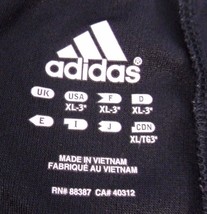 adidas
UK USA F D
XL-3* XL-3* XL-3*
E I J CDN
XL/TG3*
MADE IN VIETNAM
FABRIQUÉ AU VIETNAM
RN# 88387 CA# 40312